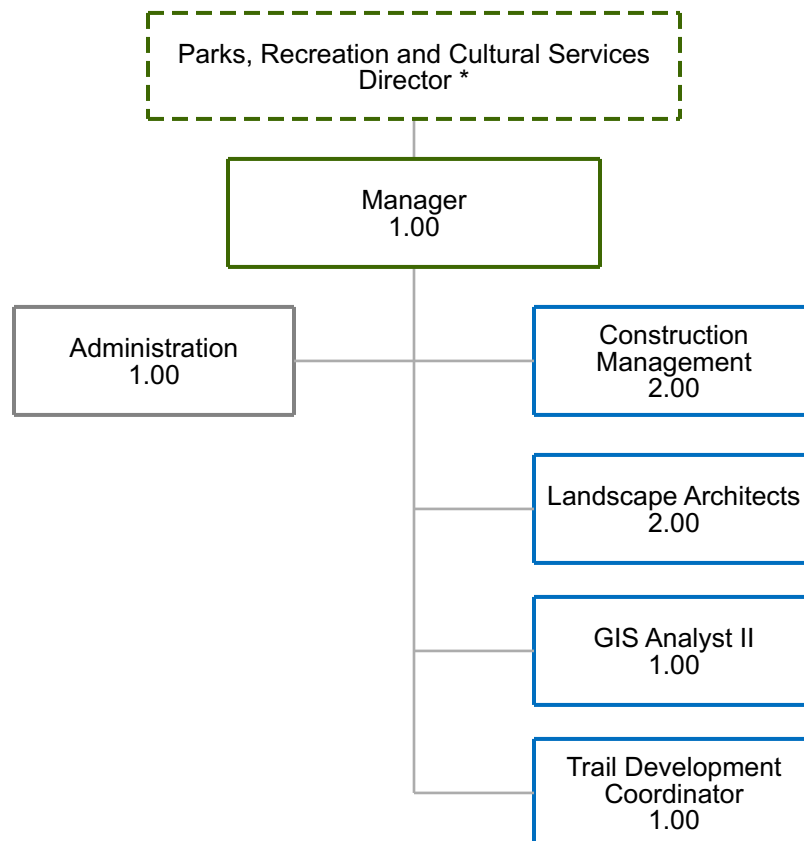 Parks, Recreation and Cultural Services
Director *
Manager
1.00
Administration
1.00
Construction
Management
2.00
Landscape Architects
2.00
GIS Analyst II
1.00
Trail Development
Coordinator
1.00